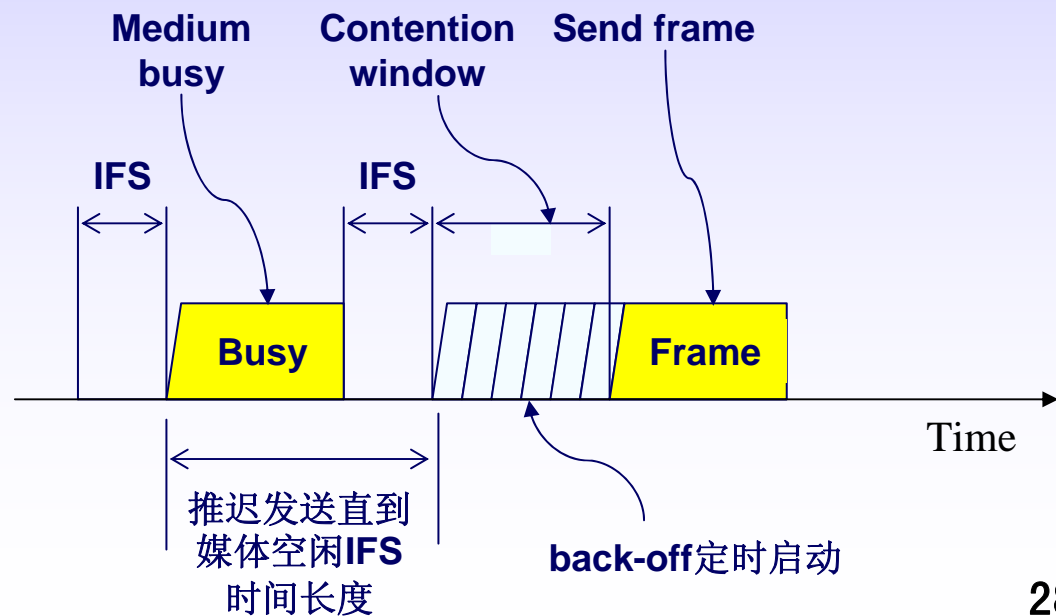 Medium
busy
Contention
window
Send frame
IFS
IFS
Busy
Frame
Time
推迟发送直到
媒体空闲IFS
时间长度
back-off定时启动